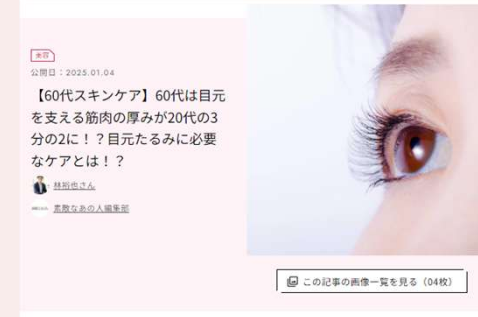 美容
公開日：2025.01.04
【60代スキンケア】60代は目元
を支える筋肉の厚みが20代の3
分の2に！？目元たるみに必要
なケアとは！？
林裕也さん
素敵なあの人編集部
この記事の画像一覧を見る（04枚）